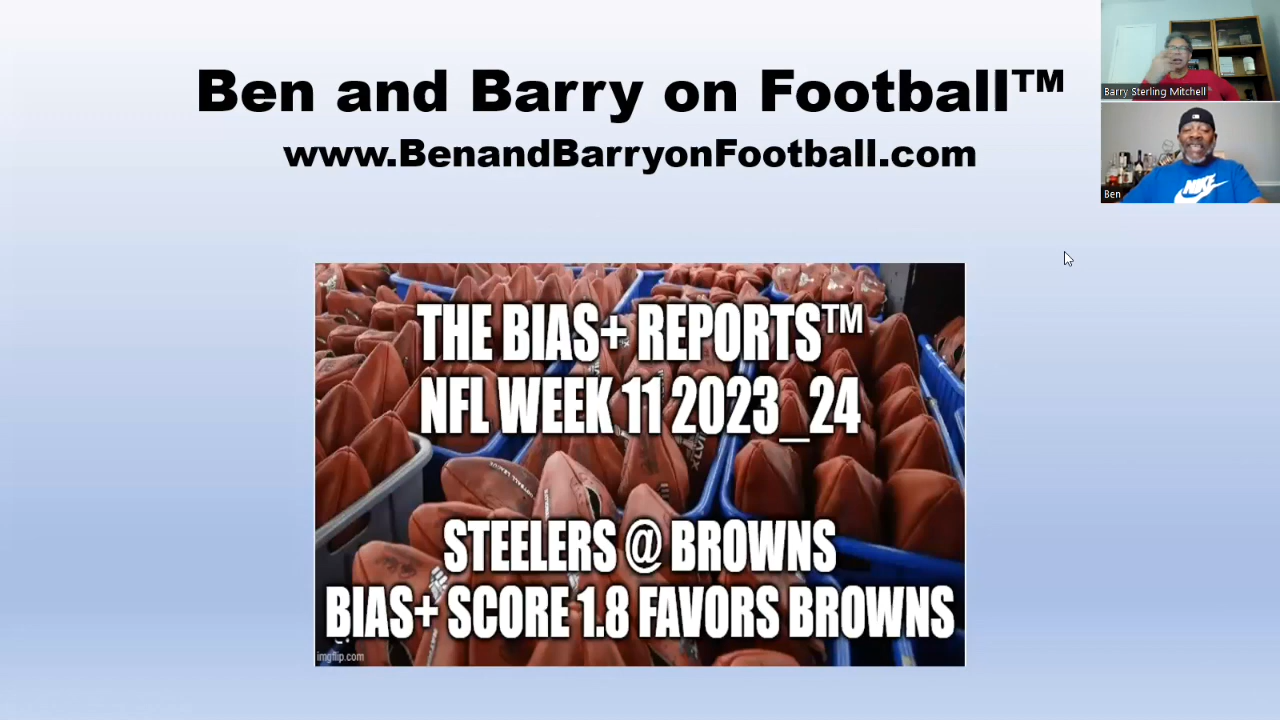 Ben and Barry on Football™
www.BenandBarryonFootball.com
Barry Sterling Mitchell
NIKE
Ben
THE BIAS+ REPORTS™
NFL WEEK 11 2023_24
STEELERS @ BROWNS
BIAS+ SCORE 1.8 FAVORS BROWNS
imgflip.com